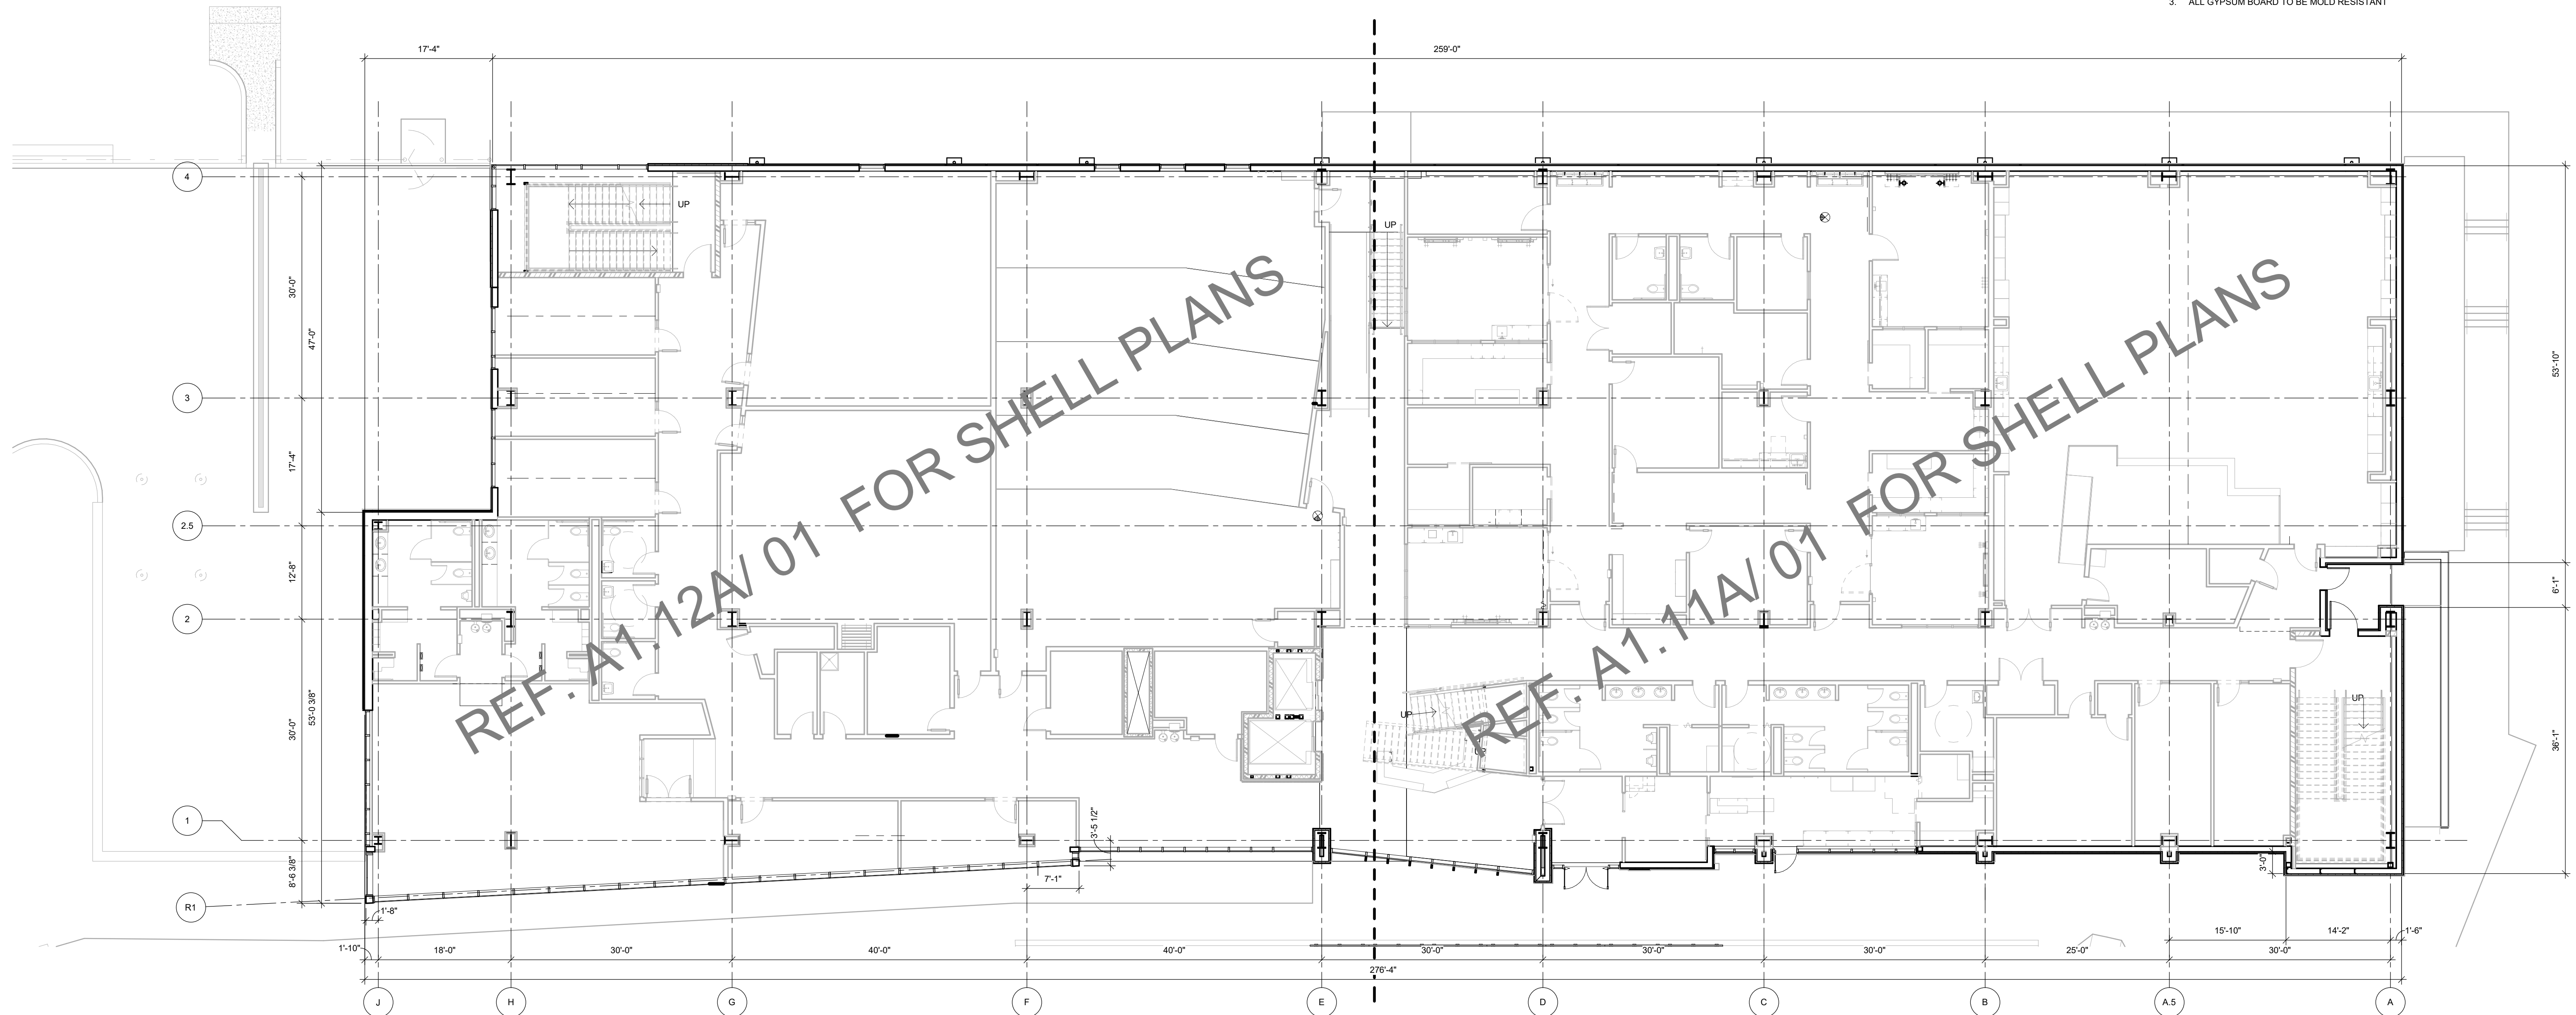 3. ALL GYPSUM BOARD TO BE MOLD RESISTANT
17'-4"
259'-0"
4
UP
UP
30'-0"
47'-0"
53'-10"
3
17'-4"
2.5
12'-8"
6'-1"
2
REF. A1.12A/ 01 FOR SHELL PLANS
REF. A1.11A/ 01 FOR SHELL PLANS
30'-0"
53'-0 3/8"
UP
UP
UP
36'-1"
1
3'-5 1/2"
8'-6 3/8"
3'-0"
7'-1"
R1
1'-8"
15'-10"
14'-2"
1'-6"
1'-10"
18'-0"
30'-0"
40'-0"
40'-0"
30'-0"
30'-0"
30'-0"
25'-0"
30'-0"
276'-4"
J
H
G
F
E
D
C
B
A.5
A